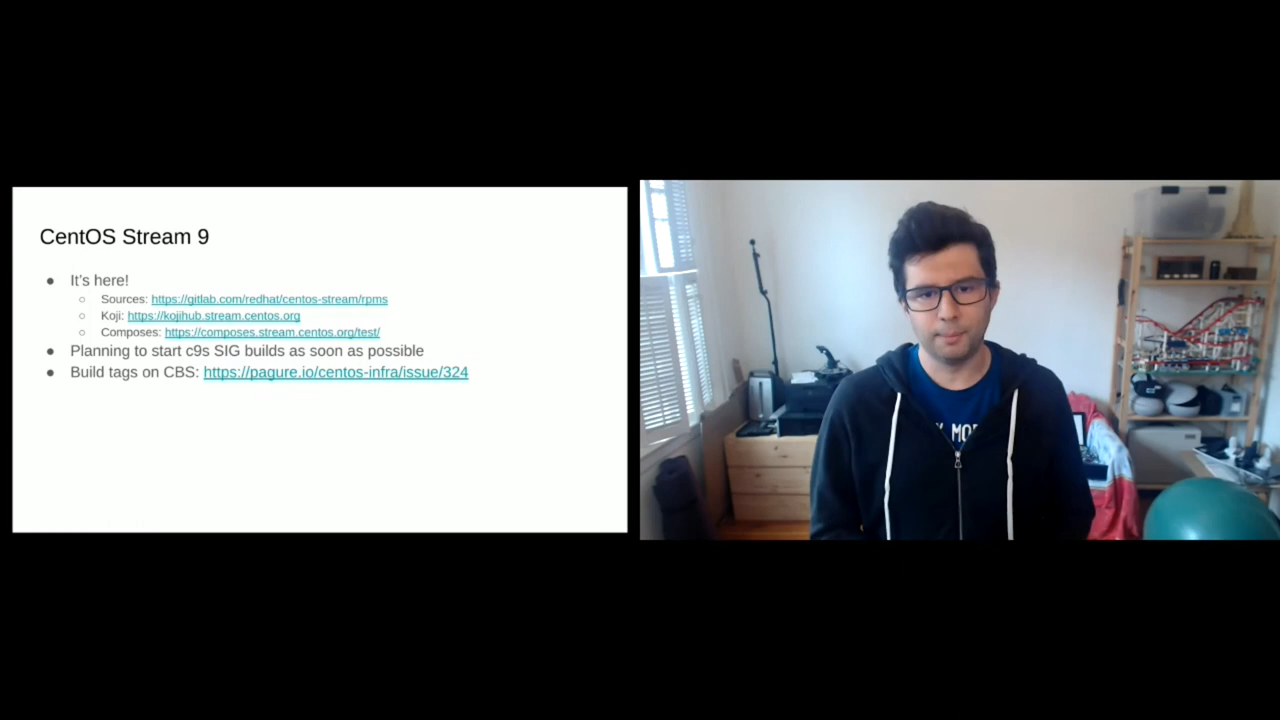 CentOS Stream 9
● It's here!
○ Sources: https://gitlab.com/redhat/centos-stream/rpms
○ Koji: https://kojihub.stream.centos.org
○ Composes: https://composes.stream.centos.org/test/
● Planning to start c9s SIG builds as soon as possible
● Build tags on CBS: https://pagure.io/centos-infra/issue/324